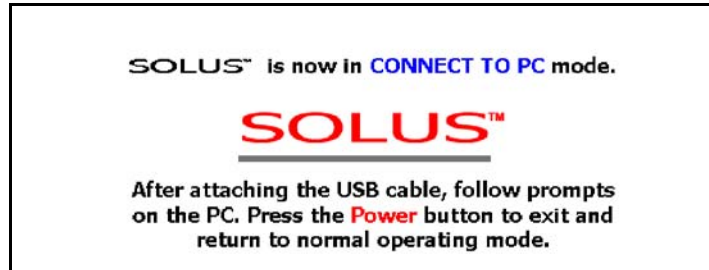 SOLUS™ is now in CONNECT TO PC mode.
SOLUS™
After attaching the USB cable, follow prompts
on the PC. Press the Power button to exit and
return to normal operating mode.